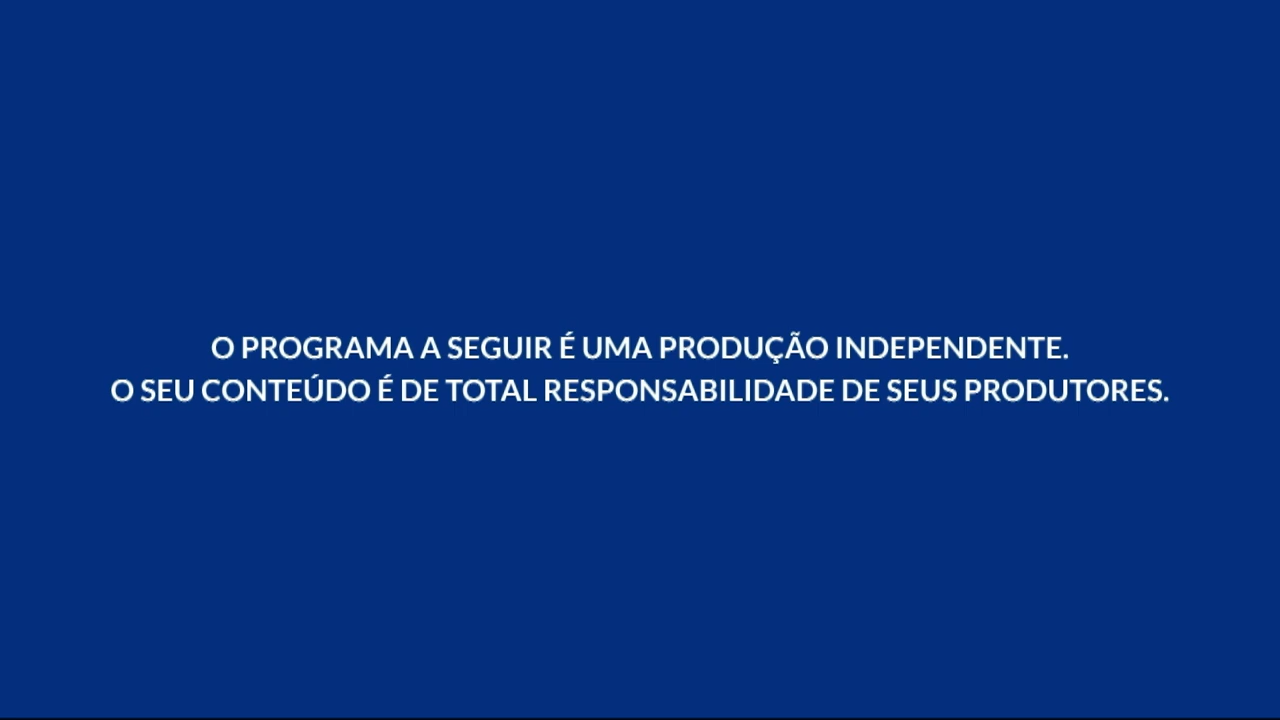 O PROGRAMA A SEGUIR É UMA PRODUÇÃO INDEPENDENTE.
O SEU CONTEÚDO É DE TOTAL RESPONSABILIDADE DE SEUS PRODUTORES.